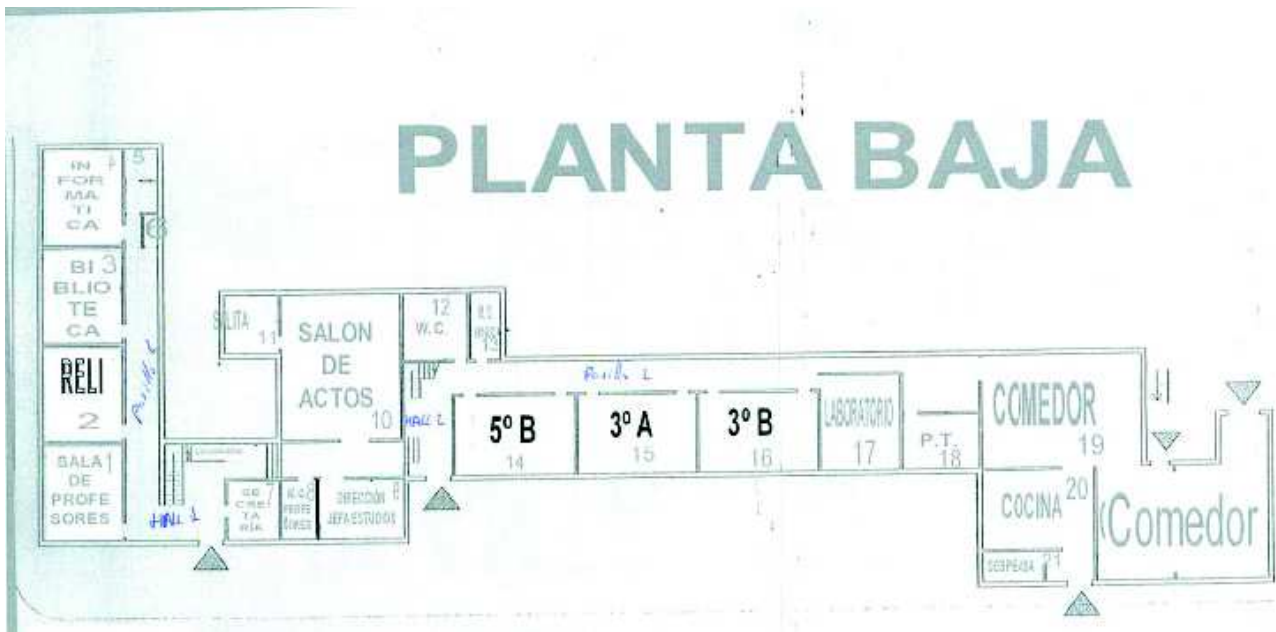 PLANTA BAJA
IN 4
FOR
MA
TI
CA
5
6
BI 3
BLIO
TE
CA
RELI
2
SALA 1
DE
PROFE
SORES
HALL 1
SE
CRE
TA
RÍA
7
W.C.
PROFE
SORES
DIRECCIÓN
JEFA ESTUDIOS
SALITA
11
SALON
DE
ACTOS
10
12
W.C.
13
HALL 2
5º B
14
3º A
15
3º B
16
LABORATORIO
17
P.T.
18
COMEDOR
19
COCINA 20
DESPENSA 21
Comedor